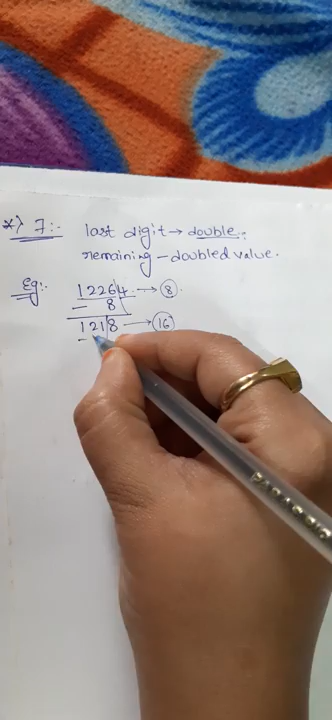 *) 7:- last digit → double.
remaining - doubled value.
Eg:- 12264 → 8
- 8
1218 → 16
-